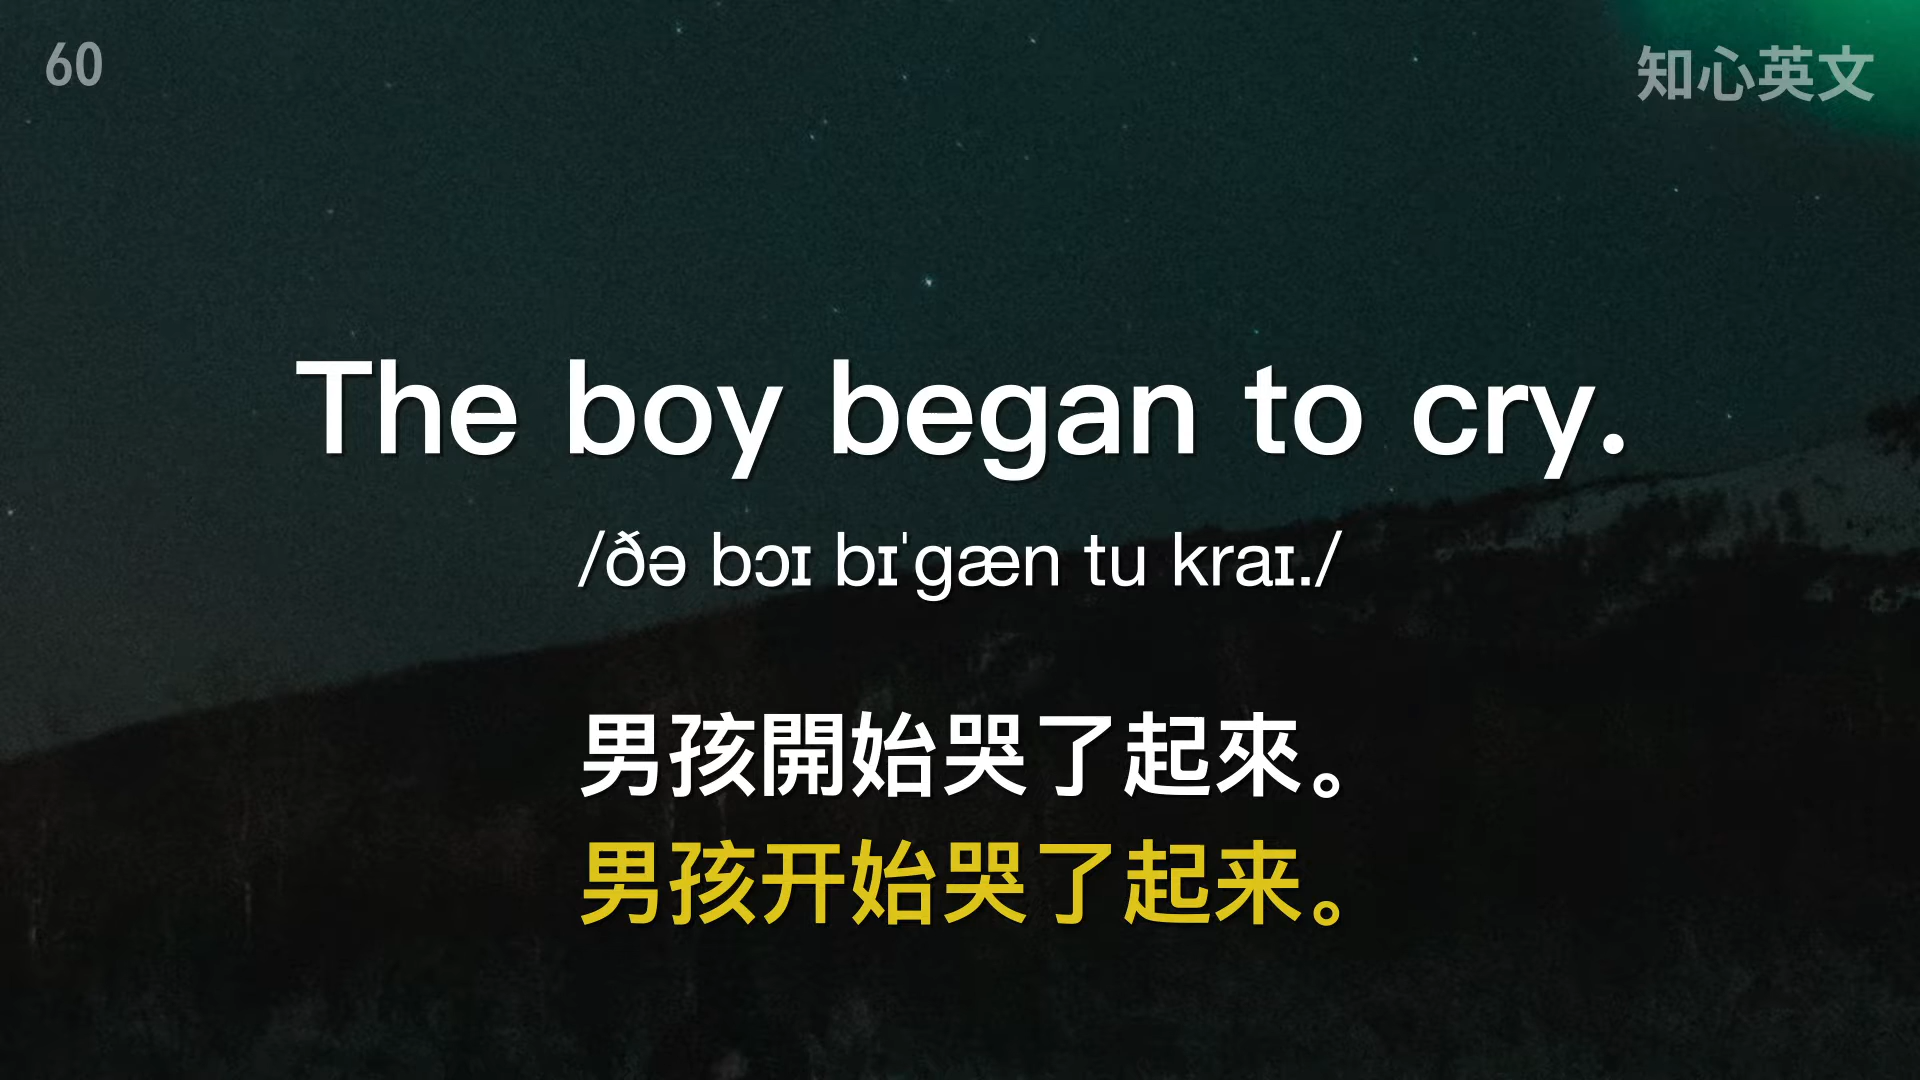 60
知心英文
The boy began to cry.
/ðə bɔɪ bɪˈgæn tu kraɪ./
男孩開始哭了起來。
男孩开始哭了起来。